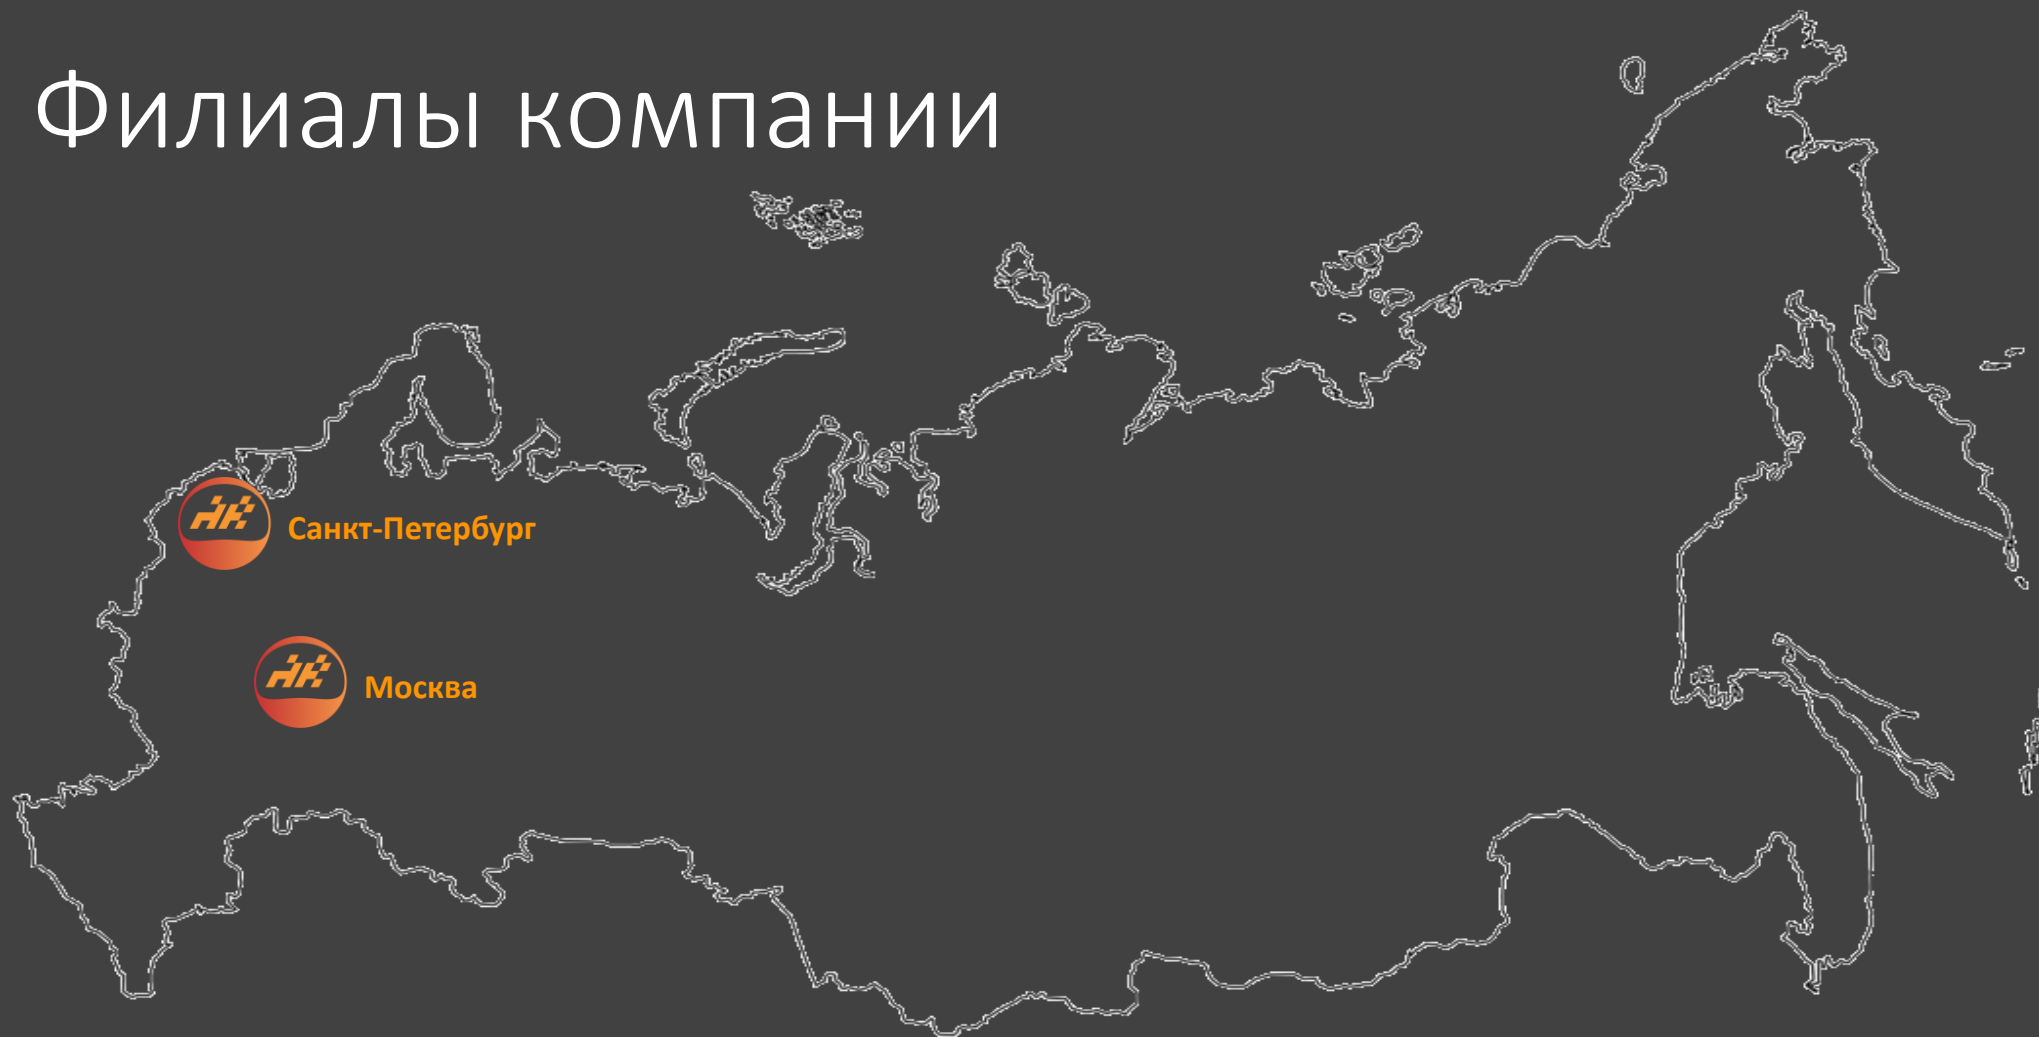 Филиалы компании
Санкт-Петербург
Москва